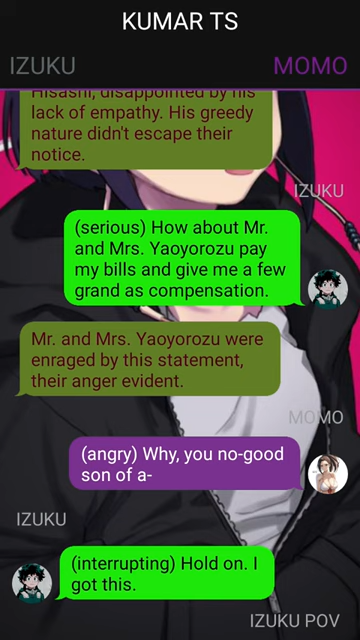 KUMAR TS
IZUKU
MOMO
Hisashi, disappointed by his
lack of empathy. His greedy
nature didn't escape their
notice.
IZUKU
(serious) How about Mr.
and Mrs. Yaoyorozu pay
my bills and give me a few
grand as compensation.
Mr. and Mrs. Yaoyorozu were
enraged by this statement,
their anger evident.
MOMO
(angry) Why, you no-good
son of a-
IZUKU
(interrupting) Hold on. I
got this.
IZUKU POV